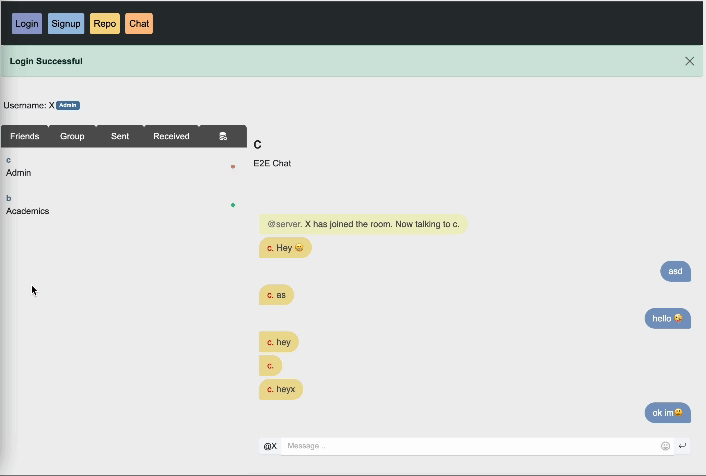 Login Signup Repo Chat
Login Successful
Username: X Admin
Friends Group Sent Received
c
Admin
b
Academics
C
E2E Chat
@server. X has joined the room. Now talking to c.
c. Hey 😄
asd
c. as
hello 🤪
c. hey
c.
c. heyx
ok im😃
@X Message...